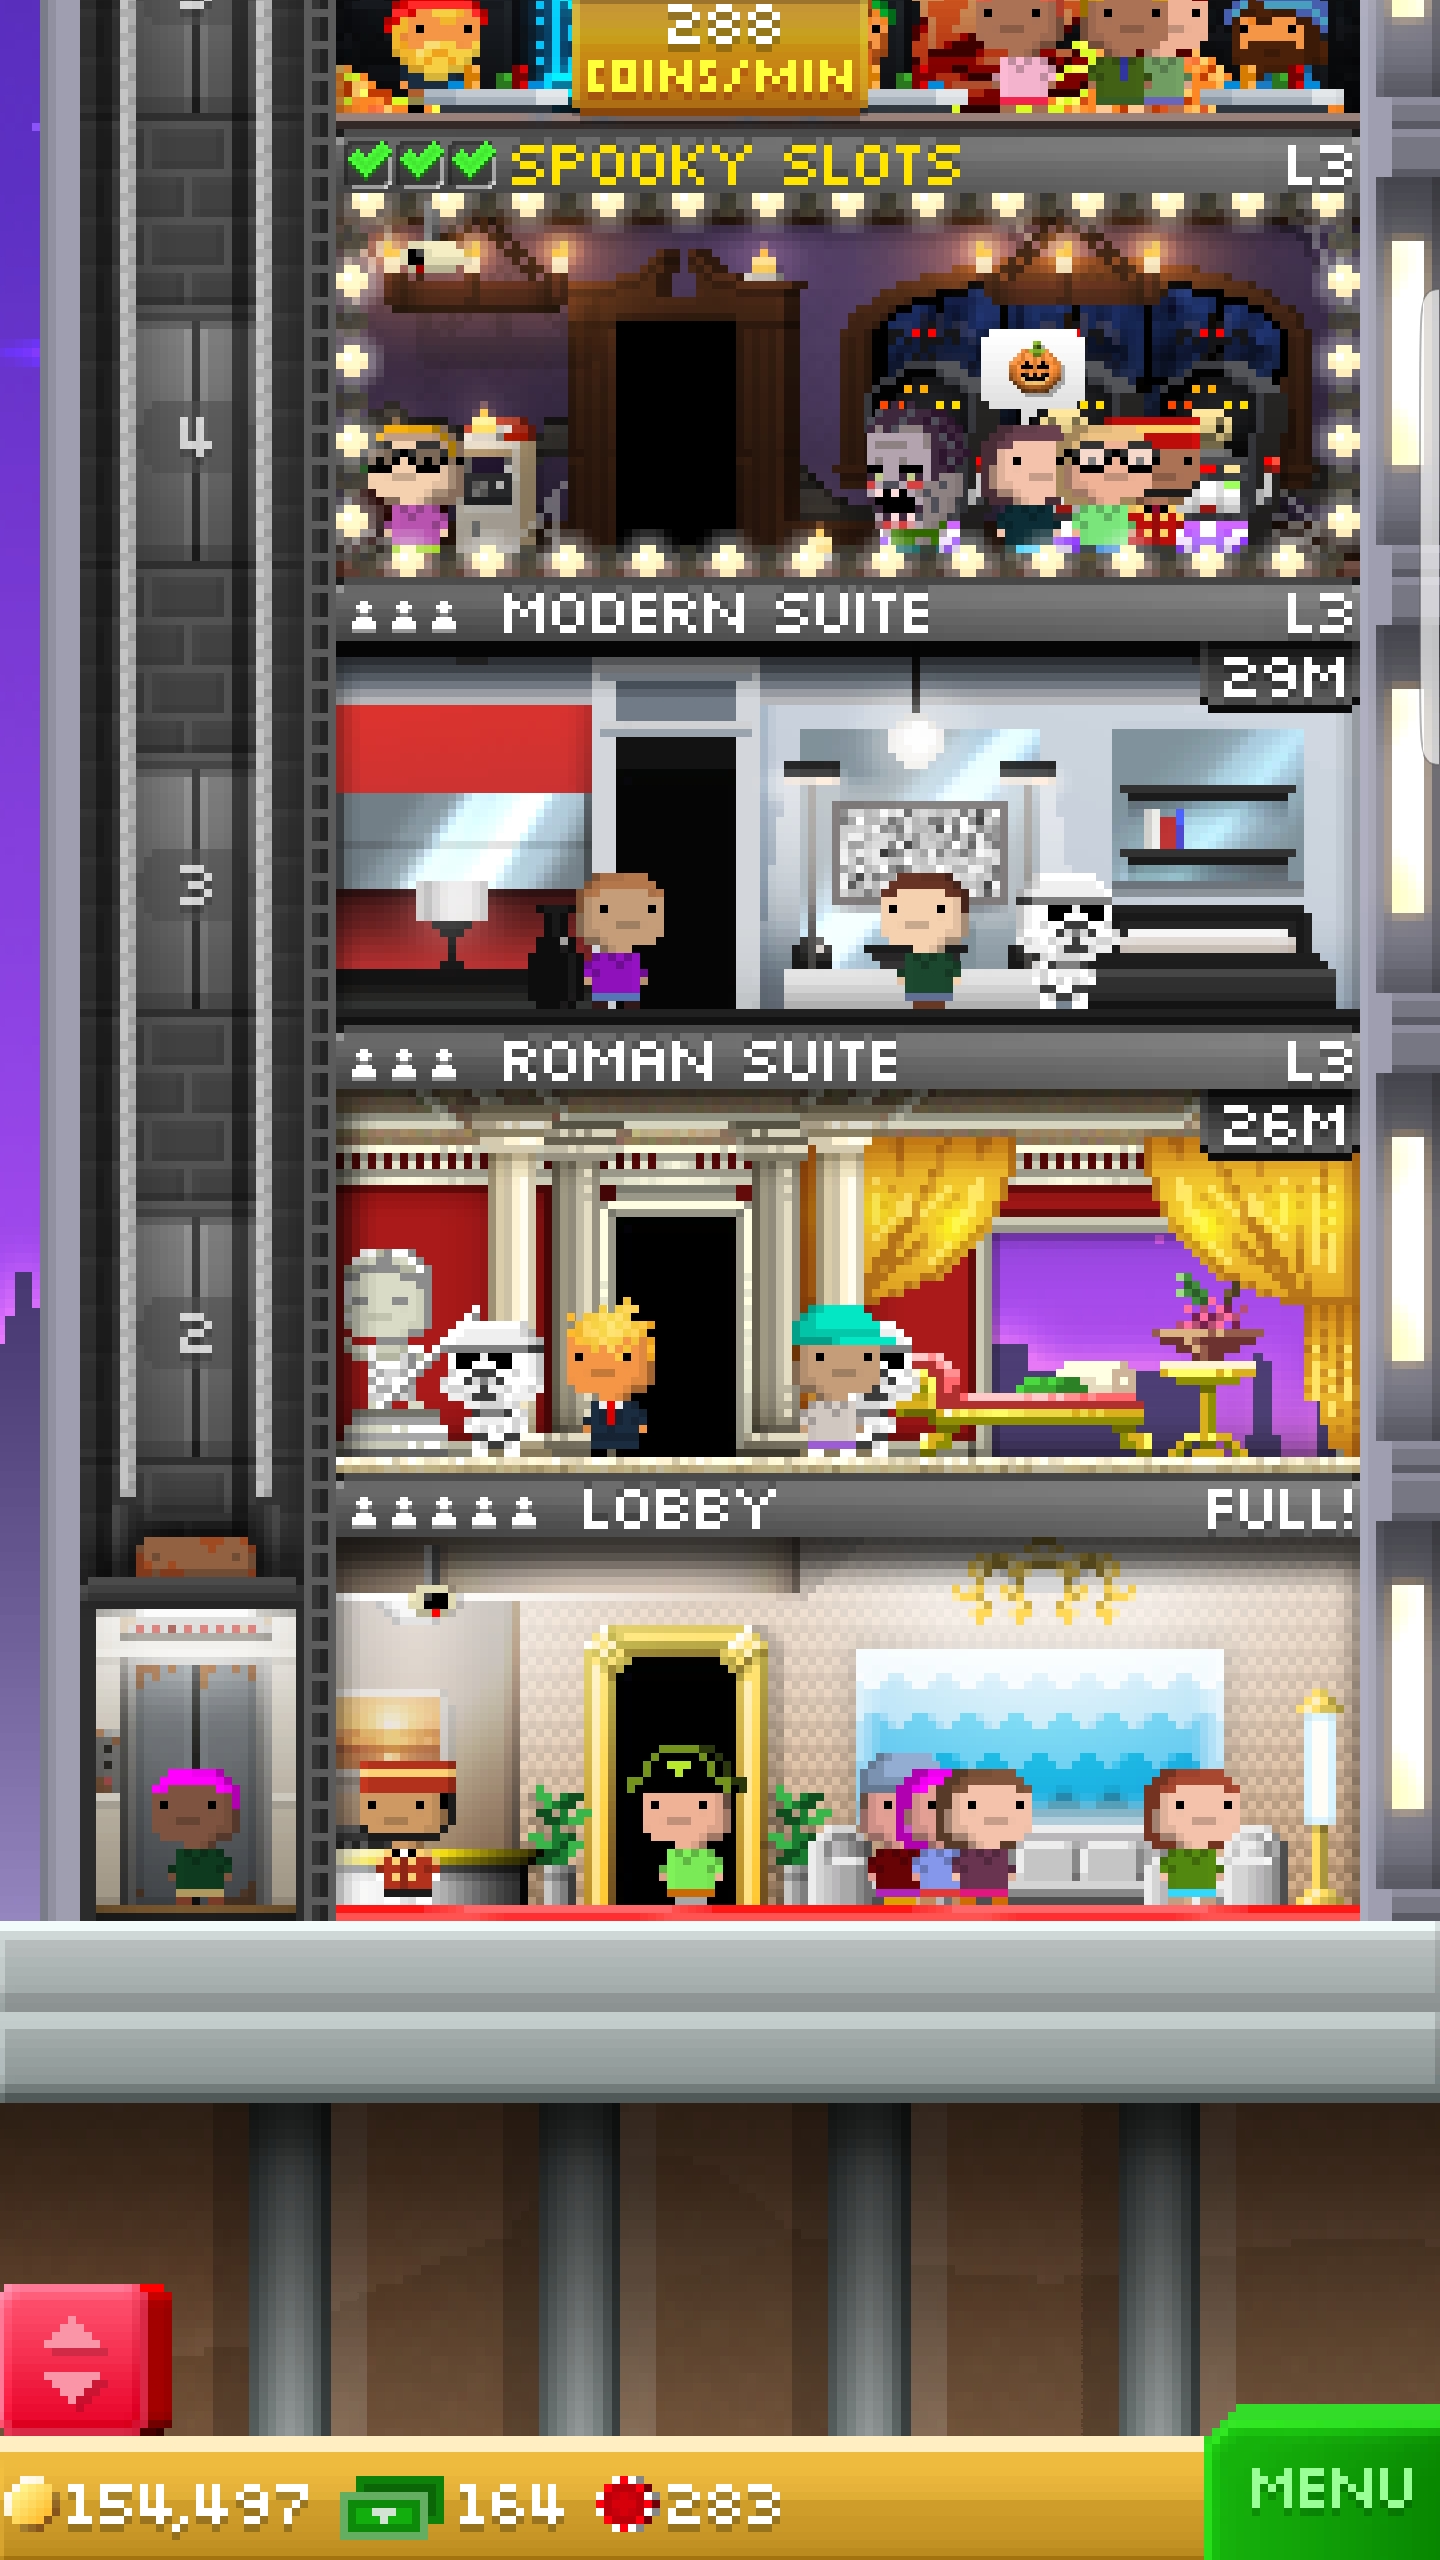 288
COINS/MIN
SPOOKY SLOTS L3
4
MODERN SUITE L3
29M
3
ROMAN SUITE L3
26M
2
LOBBY FULL!
154,497 164 283
MENU